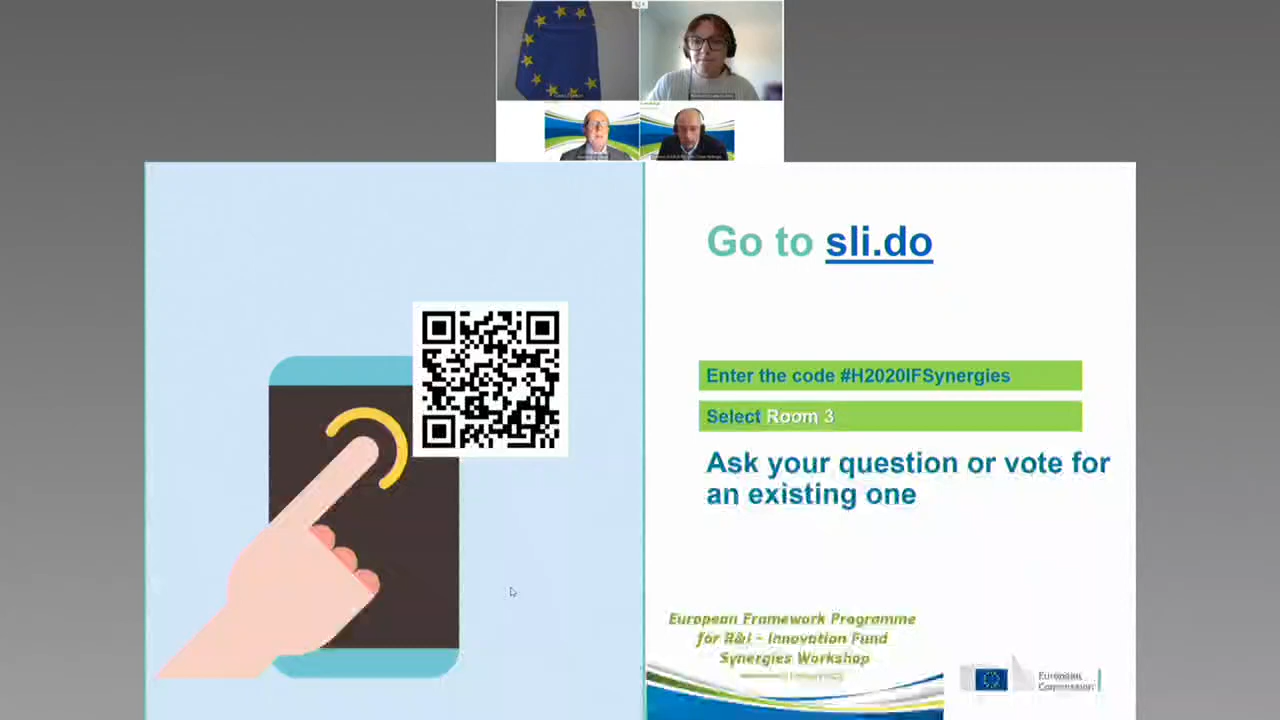 Go to sli.do
Enter the code #H2020IFSynergies
Select Room 3
Ask your question or vote for
an existing one
European Framework Programme
for R&I - Innovation Fund
Synergies Workshop
European
Commission